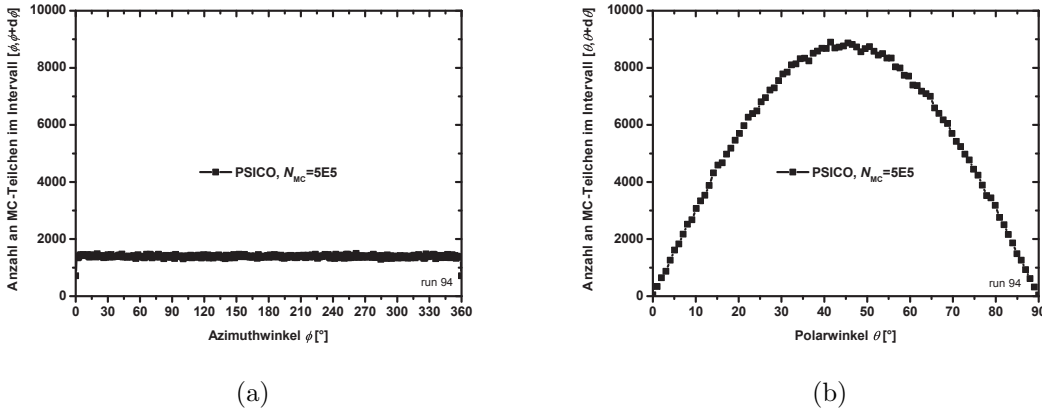 Anzahl an MC-Teilchen im Intervall [ϕ,ϕ+dϕ]
10000
8000
6000
4000
2000
0
PSICO, N_MC=5E5
run 94
0 30 60 90 120 150 180 210 240 270 300 330 360
Azimuthwinkel ϕ [°]
(a)
Anzahl an MC-Teilchen im Intervall [θ,θ+dθ]
10000
8000
6000
4000
2000
0
PSICO, N_MC=5E5
run 94
0 10 20 30 40 50 60 70 80 90
Polarwinkel θ [°]
(b)